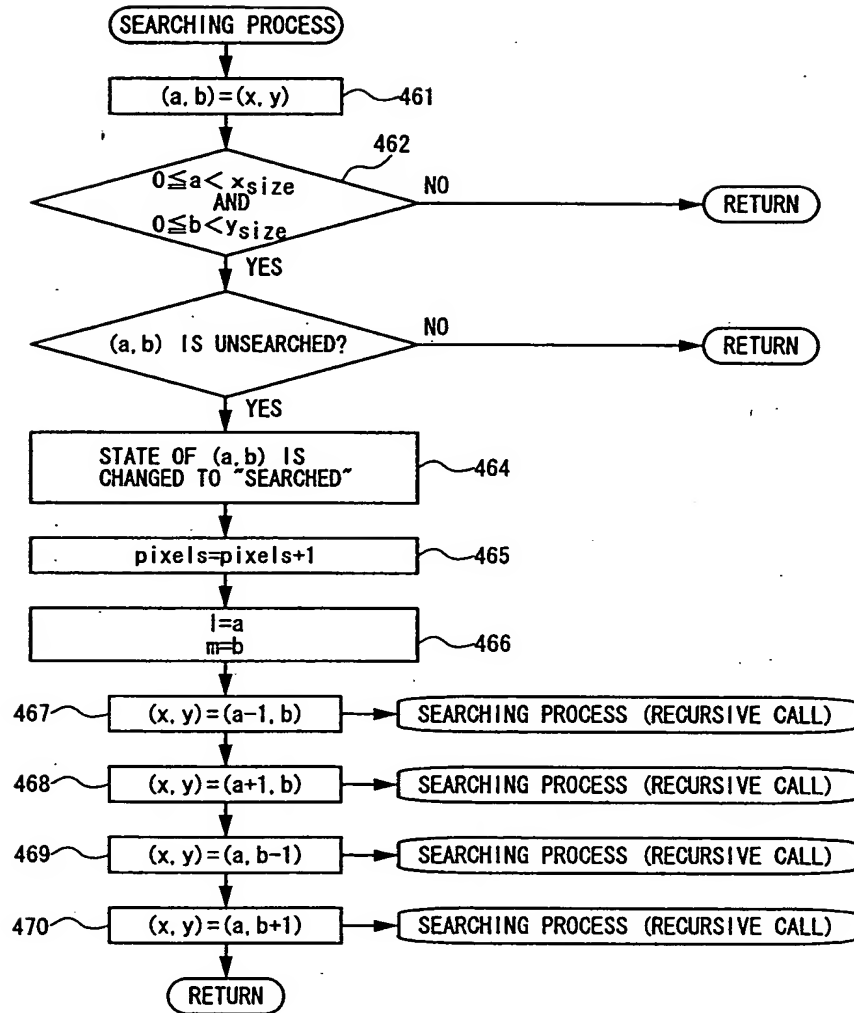 SEARCHING PROCESS
(a, b)=(x, y)
461
462
0≦a<x_size
AND
0≦b<y_size
NO
RETURN
YES
(a, b) IS UNSEARCHED?
NO
RETURN
YES
STATE OF (a, b) IS
CHANGED TO "SEARCHED"
464
pixels=pixels+1
465
l=a
m=b
466
467
(x, y)=(a-1, b)
SEARCHING PROCESS (RECURSIVE CALL)
468
(x, y)=(a+1, b)
SEARCHING PROCESS (RECURSIVE CALL)
469
(x, y)=(a, b-1)
SEARCHING PROCESS (RECURSIVE CALL)
470
(x, y)=(a, b+1)
SEARCHING PROCESS (RECURSIVE CALL)
RETURN